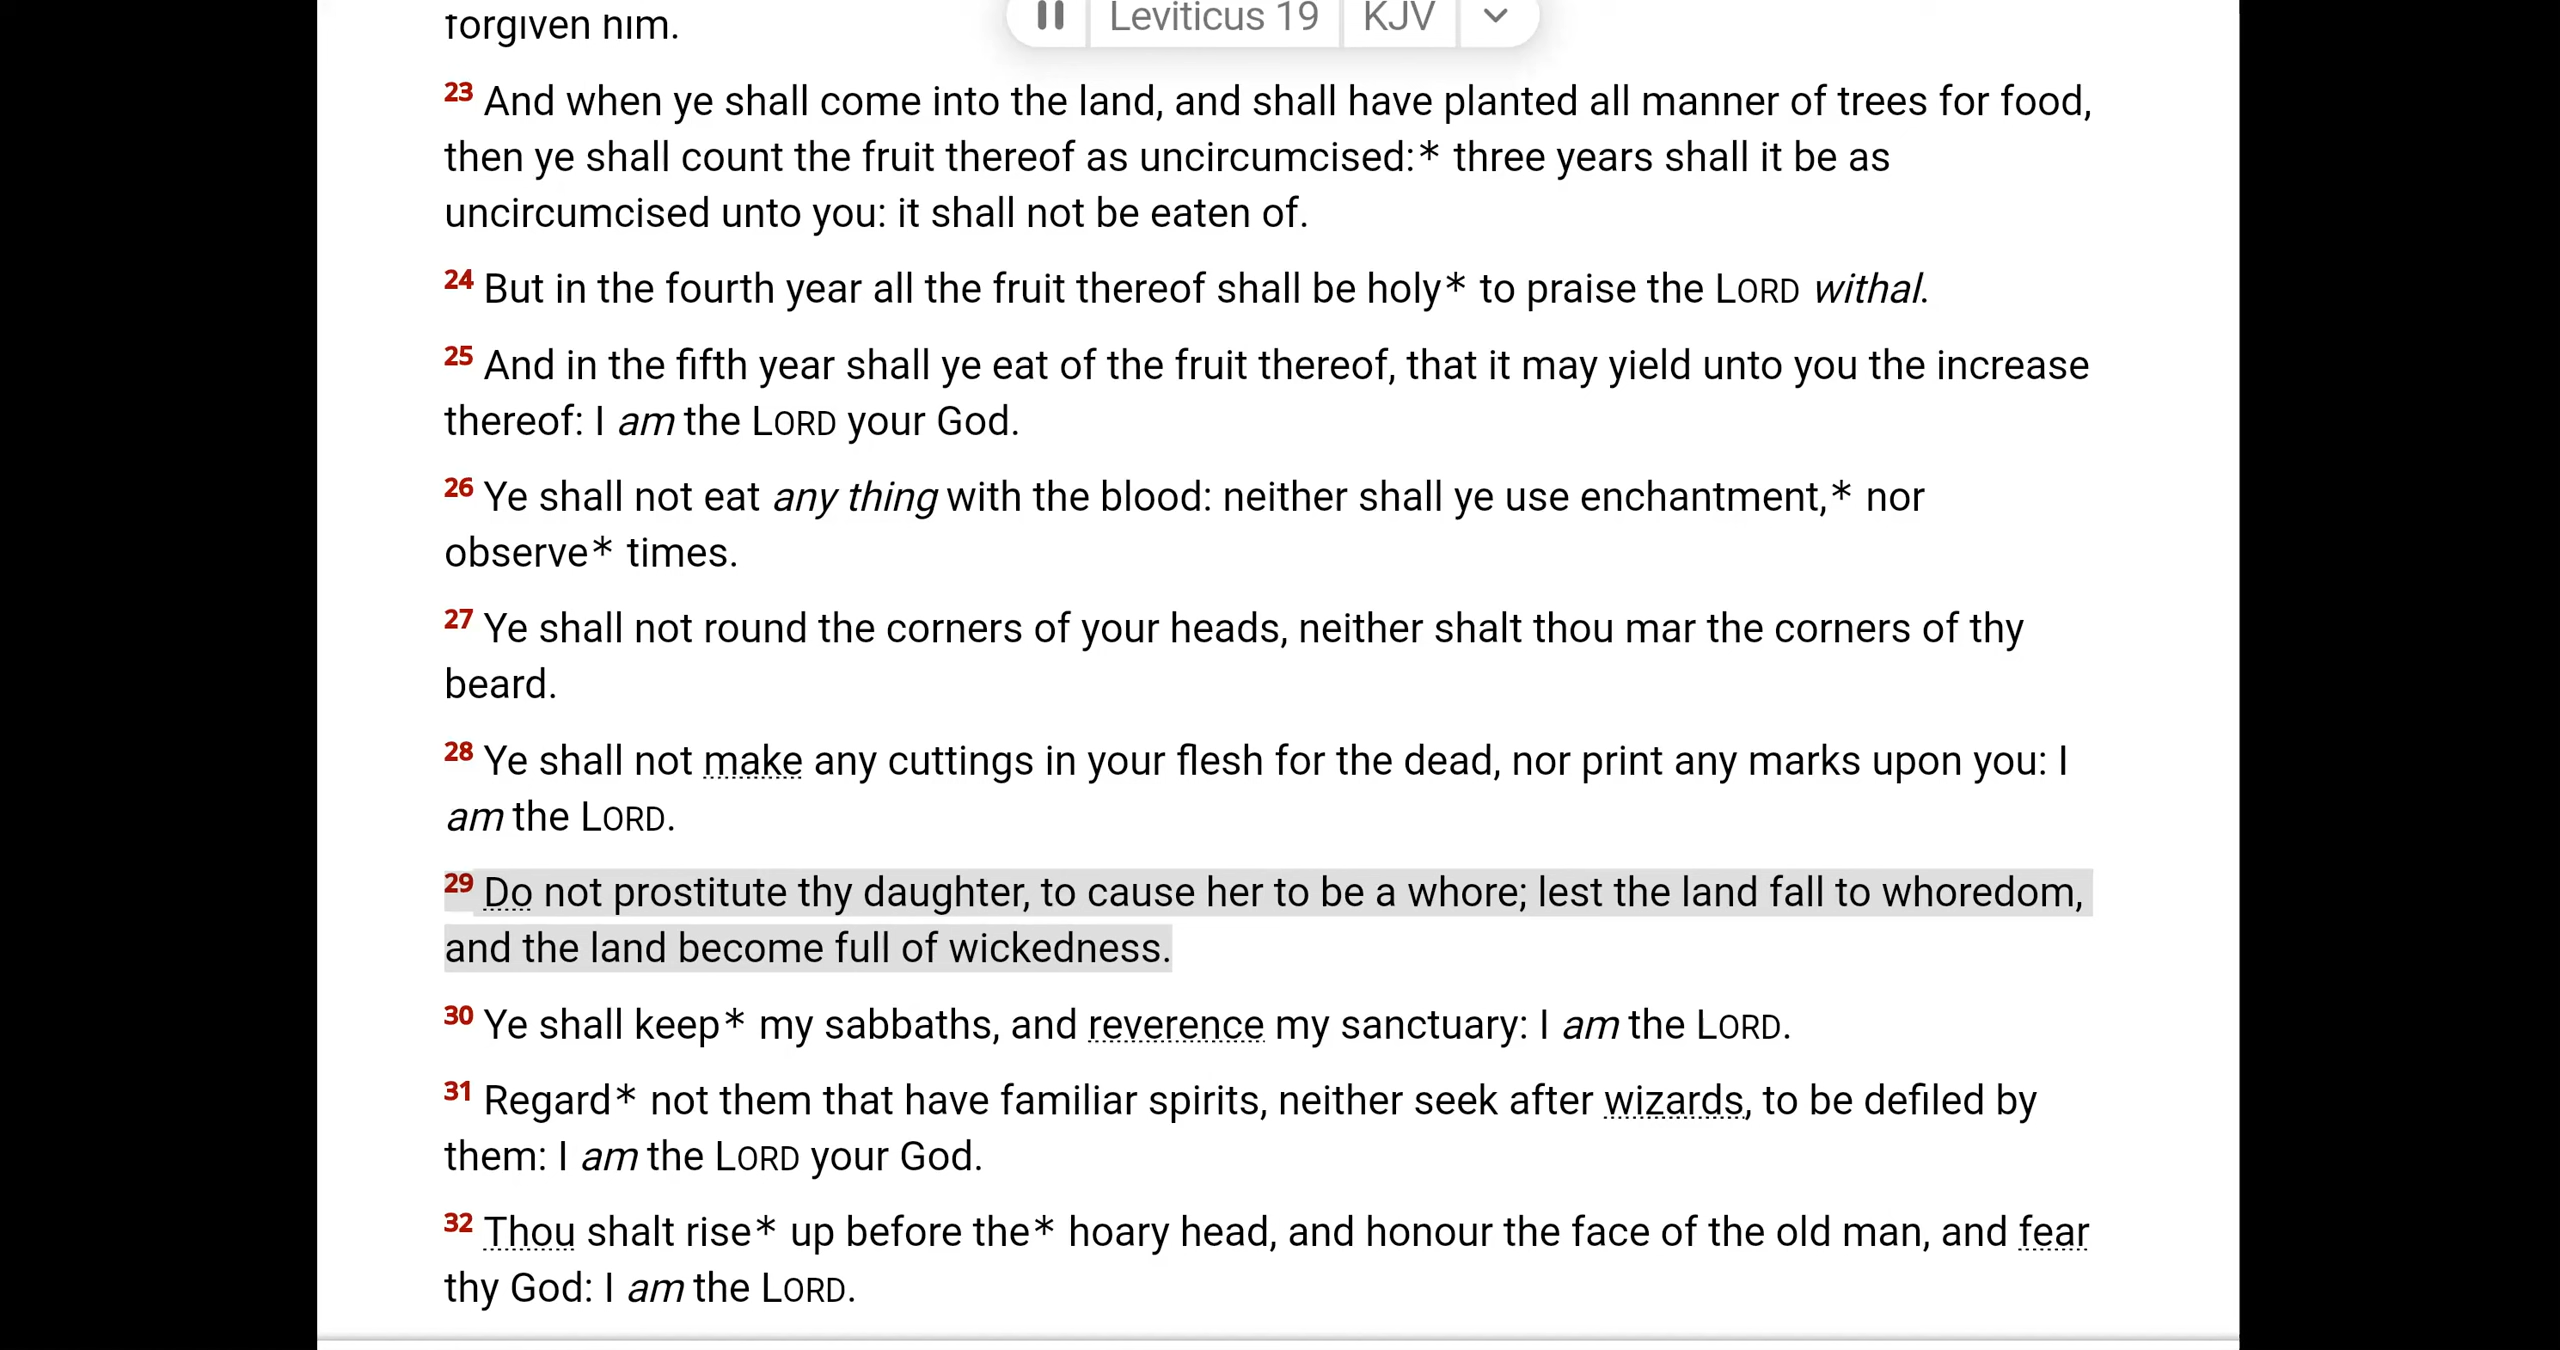 forgiven him.
Leviticus 19 KJV
23 And when ye shall come into the land, and shall have planted all manner of trees for food,
then ye shall count the fruit thereof as uncircumcised:* three years shall it be as
uncircumcised unto you: it shall not be eaten of.
24 But in the fourth year all the fruit thereof shall be holy* to praise the LORD withal.
25 And in the fifth year shall ye eat of the fruit thereof, that it may yield unto you the increase
thereof: I am the LORD your God.
26 Ye shall not eat any thing with the blood: neither shall ye use enchantment,* nor
observe* times.
27 Ye shall not round the corners of your heads, neither shalt thou mar the corners of thy
beard.
28 Ye shall not make any cuttings in your flesh for the dead, nor print any marks upon you: I
am the LORD.
29 Do not prostitute thy daughter, to cause her to be a whore; lest the land fall to whoredom,
and the land become full of wickedness.
30 Ye shall keep* my sabbaths, and reverence my sanctuary: I am the LORD.
31 Regard* not them that have familiar spirits, neither seek after wizards, to be defiled by
them: I am the LORD your God.
32 Thou shalt rise* up before the* hoary head, and honour the face of the old man, and fear
thy God: I am the LORD.